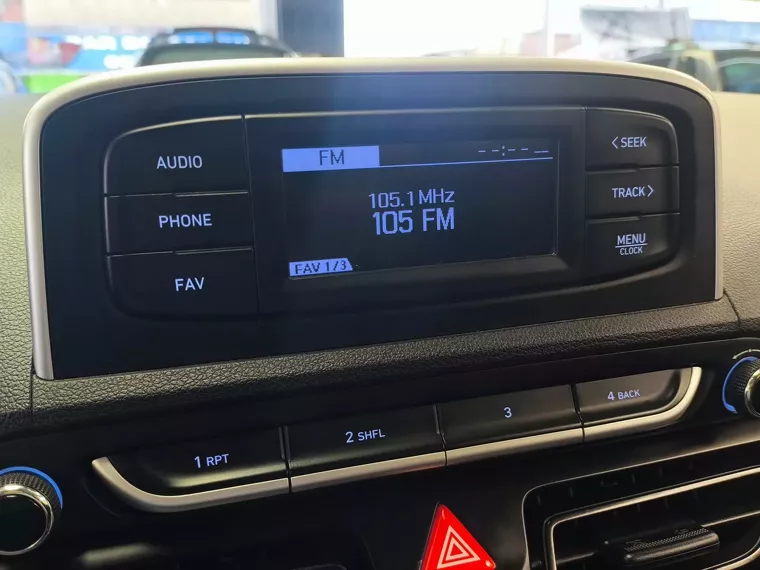 AUDIO
PHONE
FAV
FM
--:-- --
105.1 MHz
105 FM
FAV 1/3
< SEEK
TRACK >
MENU
CLOCK
1 RPT
2 SHFL
3
4 BACK